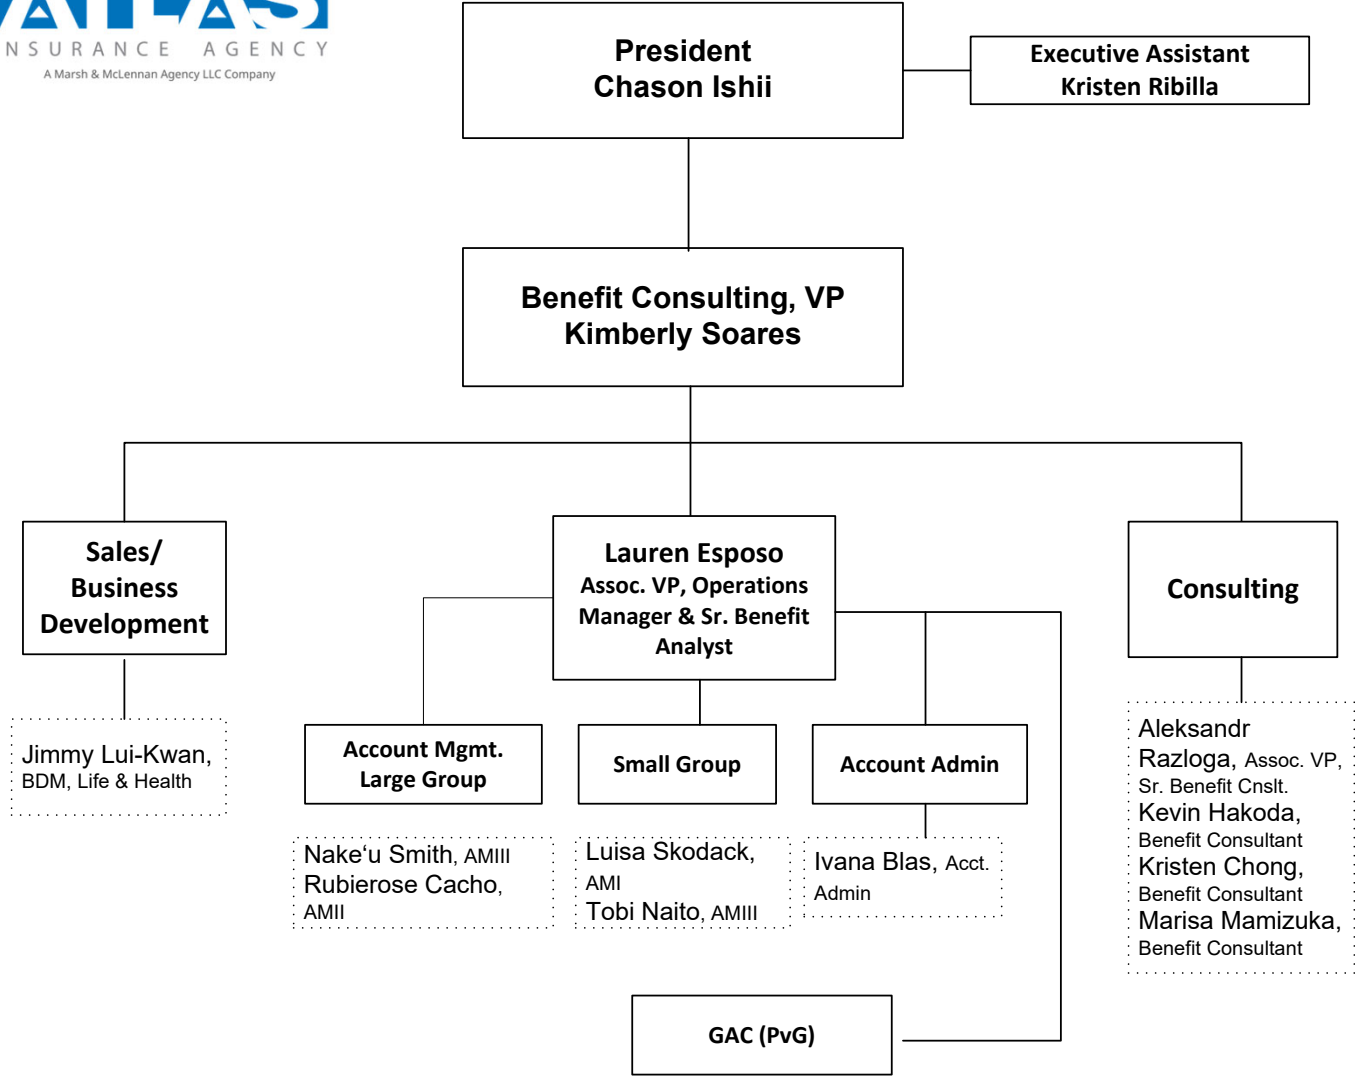 ATLAS
INSURANCE AGENCY
A Marsh & McLennan Agency LLC Company
President
Chason Ishii
Executive Assistant
Kristen Ribilla
Benefit Consulting, VP
Kimberly Soares
Sales/
Business
Development
Lauren Esposo
Assoc. VP, Operations
Manager & Sr. Benefit
Analyst
Consulting
Jimmy Lui-Kwan,
BDM, Life & Health
Account Mgmt.
Large Group
Small Group
Account Admin
Nake‘u Smith, AMIII
Rubierose Cacho,
AMII
Luisa Skodack,
AMI
Tobi Naito, AMIII
Ivana Blas, Acct.
Admin
Aleksandr
Razloga, Assoc. VP,
Sr. Benefit Cnslt.
Kevin Hakoda,
Benefit Consultant
Kristen Chong,
Benefit Consultant
Marisa Mamizuka,
Benefit Consultant
GAC (PvG)